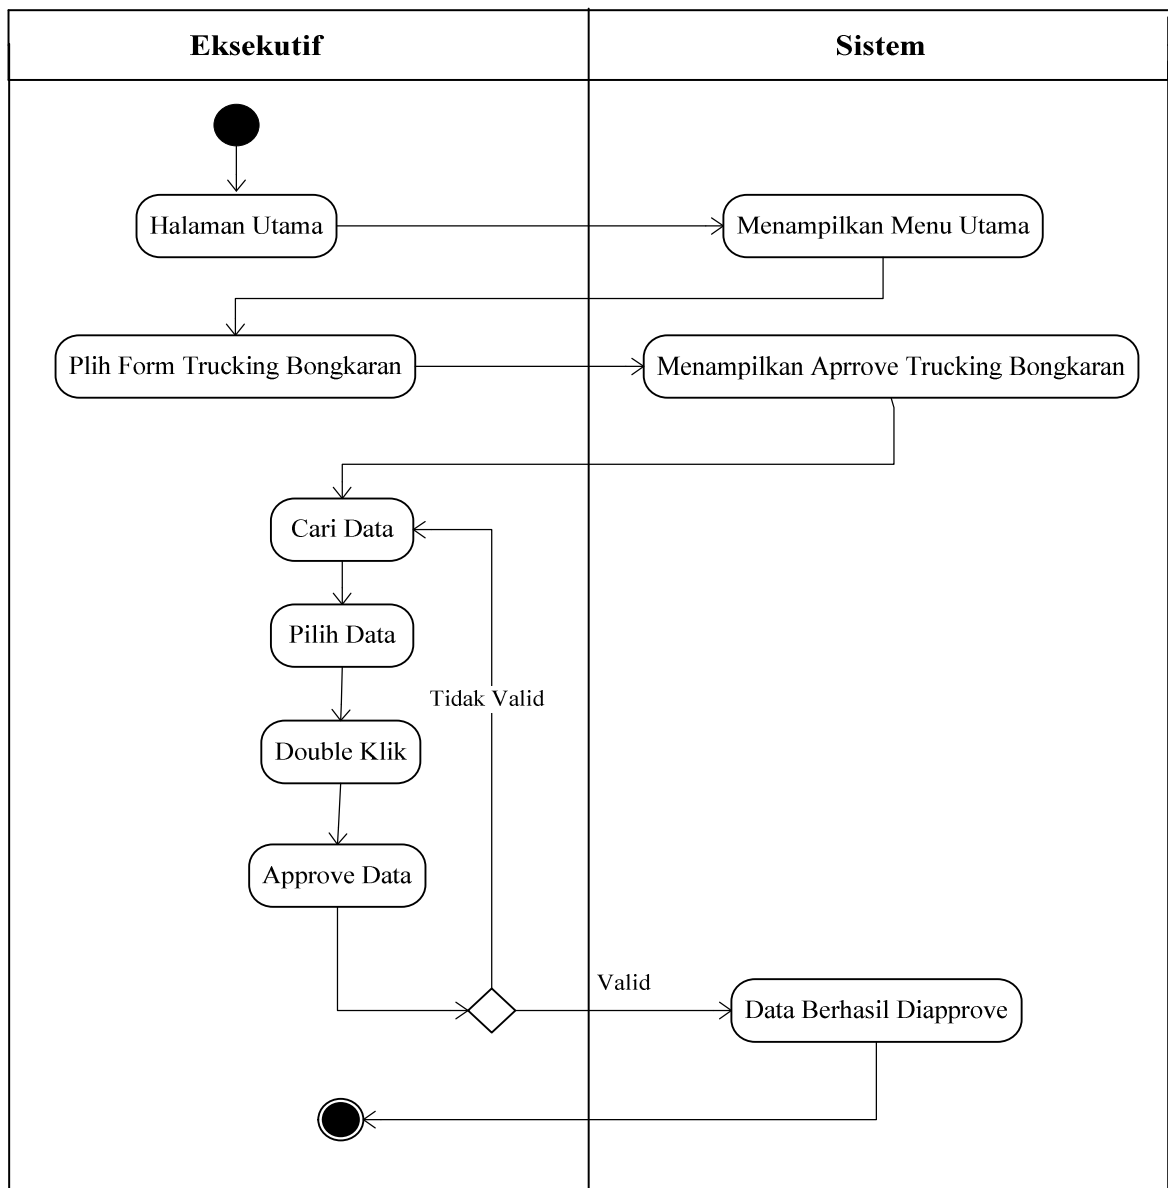 Eksekutif
Sistem
Halaman Utama
Menampilkan Menu Utama
Plih Form Trucking Bongkaran
Menampilkan Aprrove Trucking Bongkaran
Cari Data
Pilih Data
Tidak Valid
Double Klik
Approve Data
Valid
Data Berhasil Diapprove